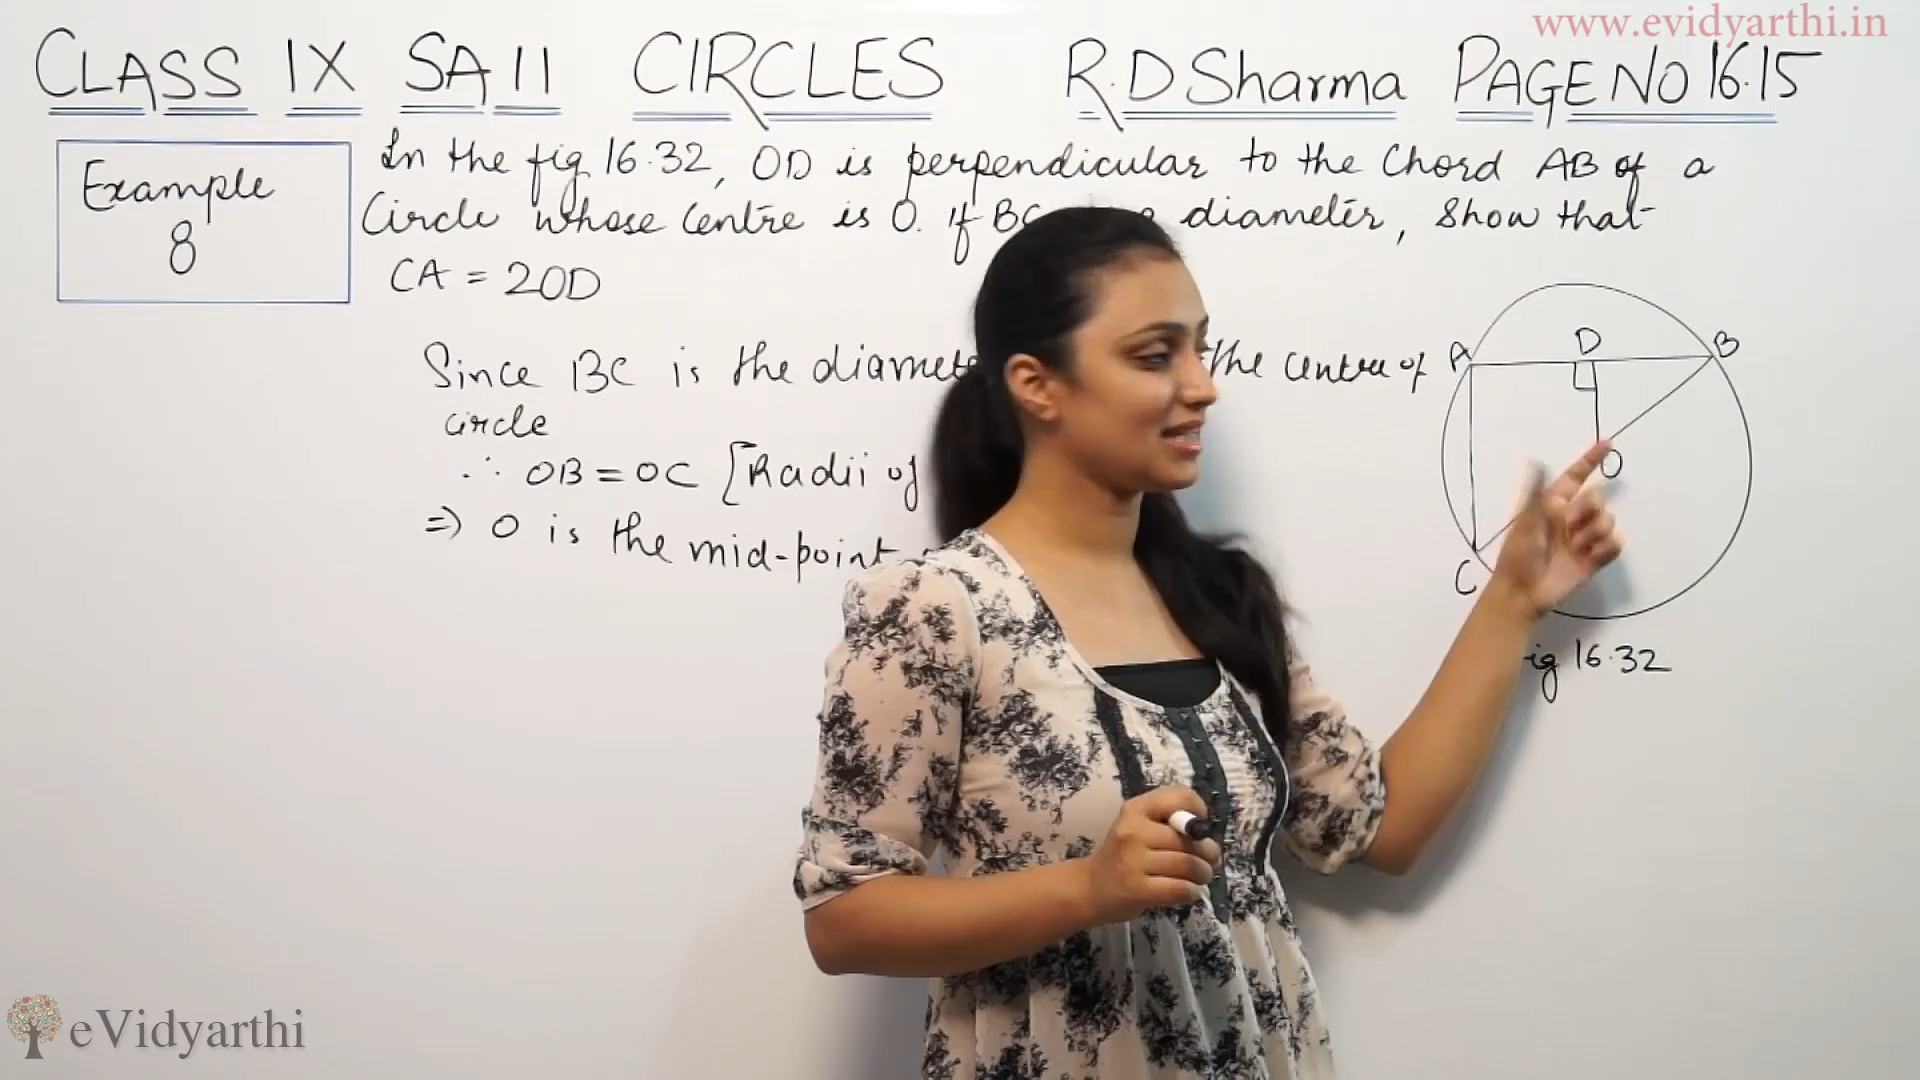 www.evidyarthi.in
CLASS IX SA II CIRCLES R.D Sharma PAGE NO 16.15
Example
8
In the fig 16.32, OD is perpendicular to the Chord AB of a
Circle whose Centre is O. If BC diameter, Show that
CA = 2OD
Since BC is the the centre of
circle
∴ OB = OC [Radii of
⇒ O is the mid-point
A
D
B
O
C
16.32
eVidyarthi